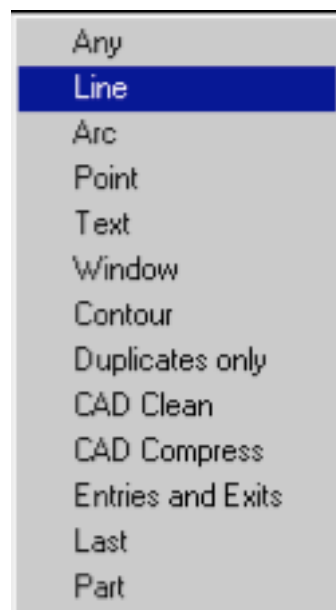 Any
Line
Arc
Point
Text
Window
Contour
Duplicates only
CAD Clean
CAD Compress
Entries and Exits
Last
Part